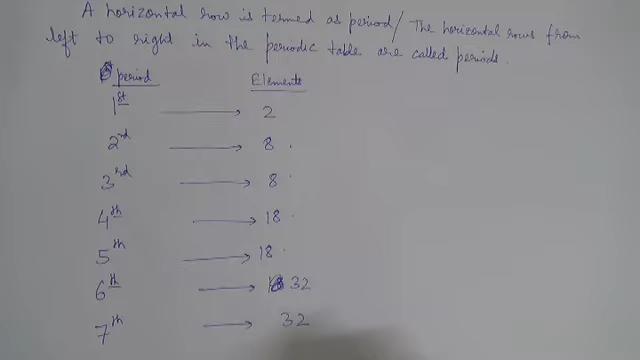 A horizontal row is termed as period/ The horizontal rows from
left to right in the periodic table are called periods.
period Elements
1st → 2
2nd → 8
3rd → 8
4th → 18
5th → 18
6th → 32
7th → 32